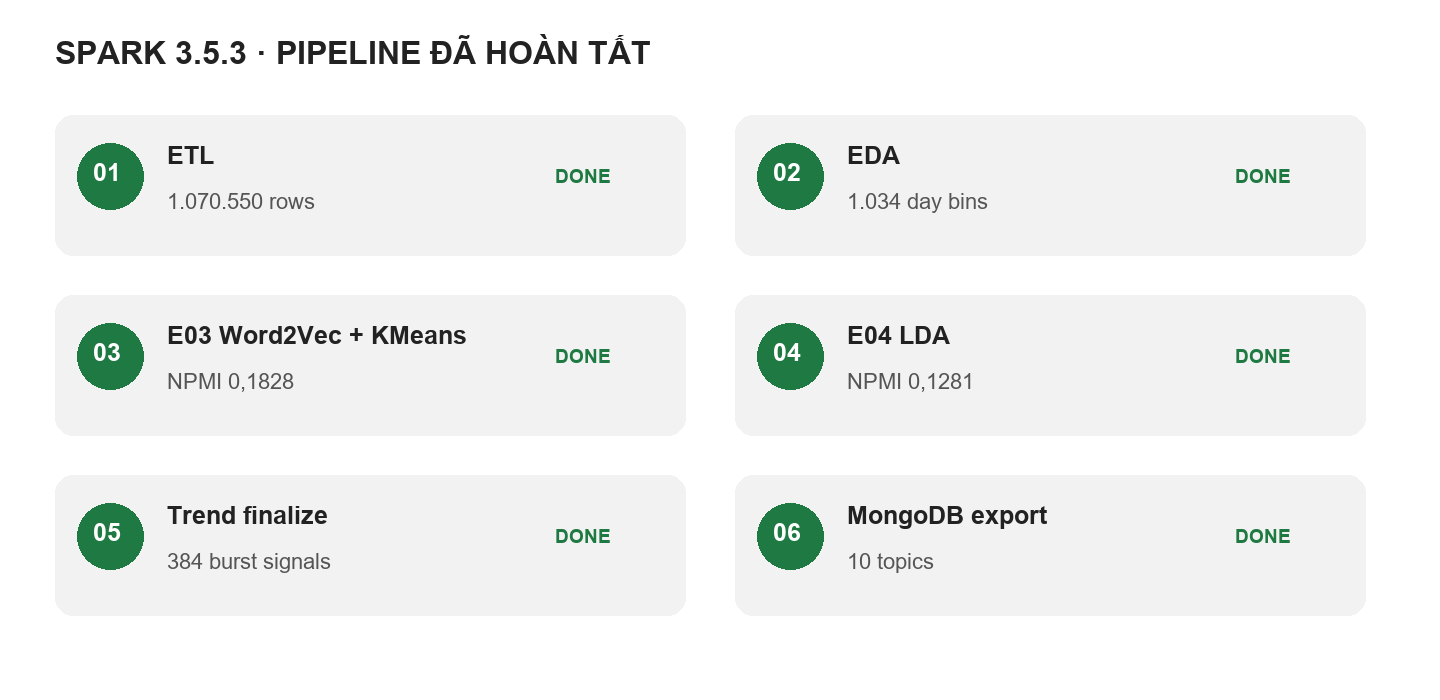 SPARK 3.5.3 · PIPELINE ĐÃ HOÀN TẤT
01
ETL
1.070.550 rows
DONE
02
EDA
1.034 day bins
DONE
03
E03 Word2Vec + KMeans
NPMI 0,1828
DONE
04
E04 LDA
NPMI 0,1281
DONE
05
Trend finalize
384 burst signals
DONE
06
MongoDB export
10 topics
DONE